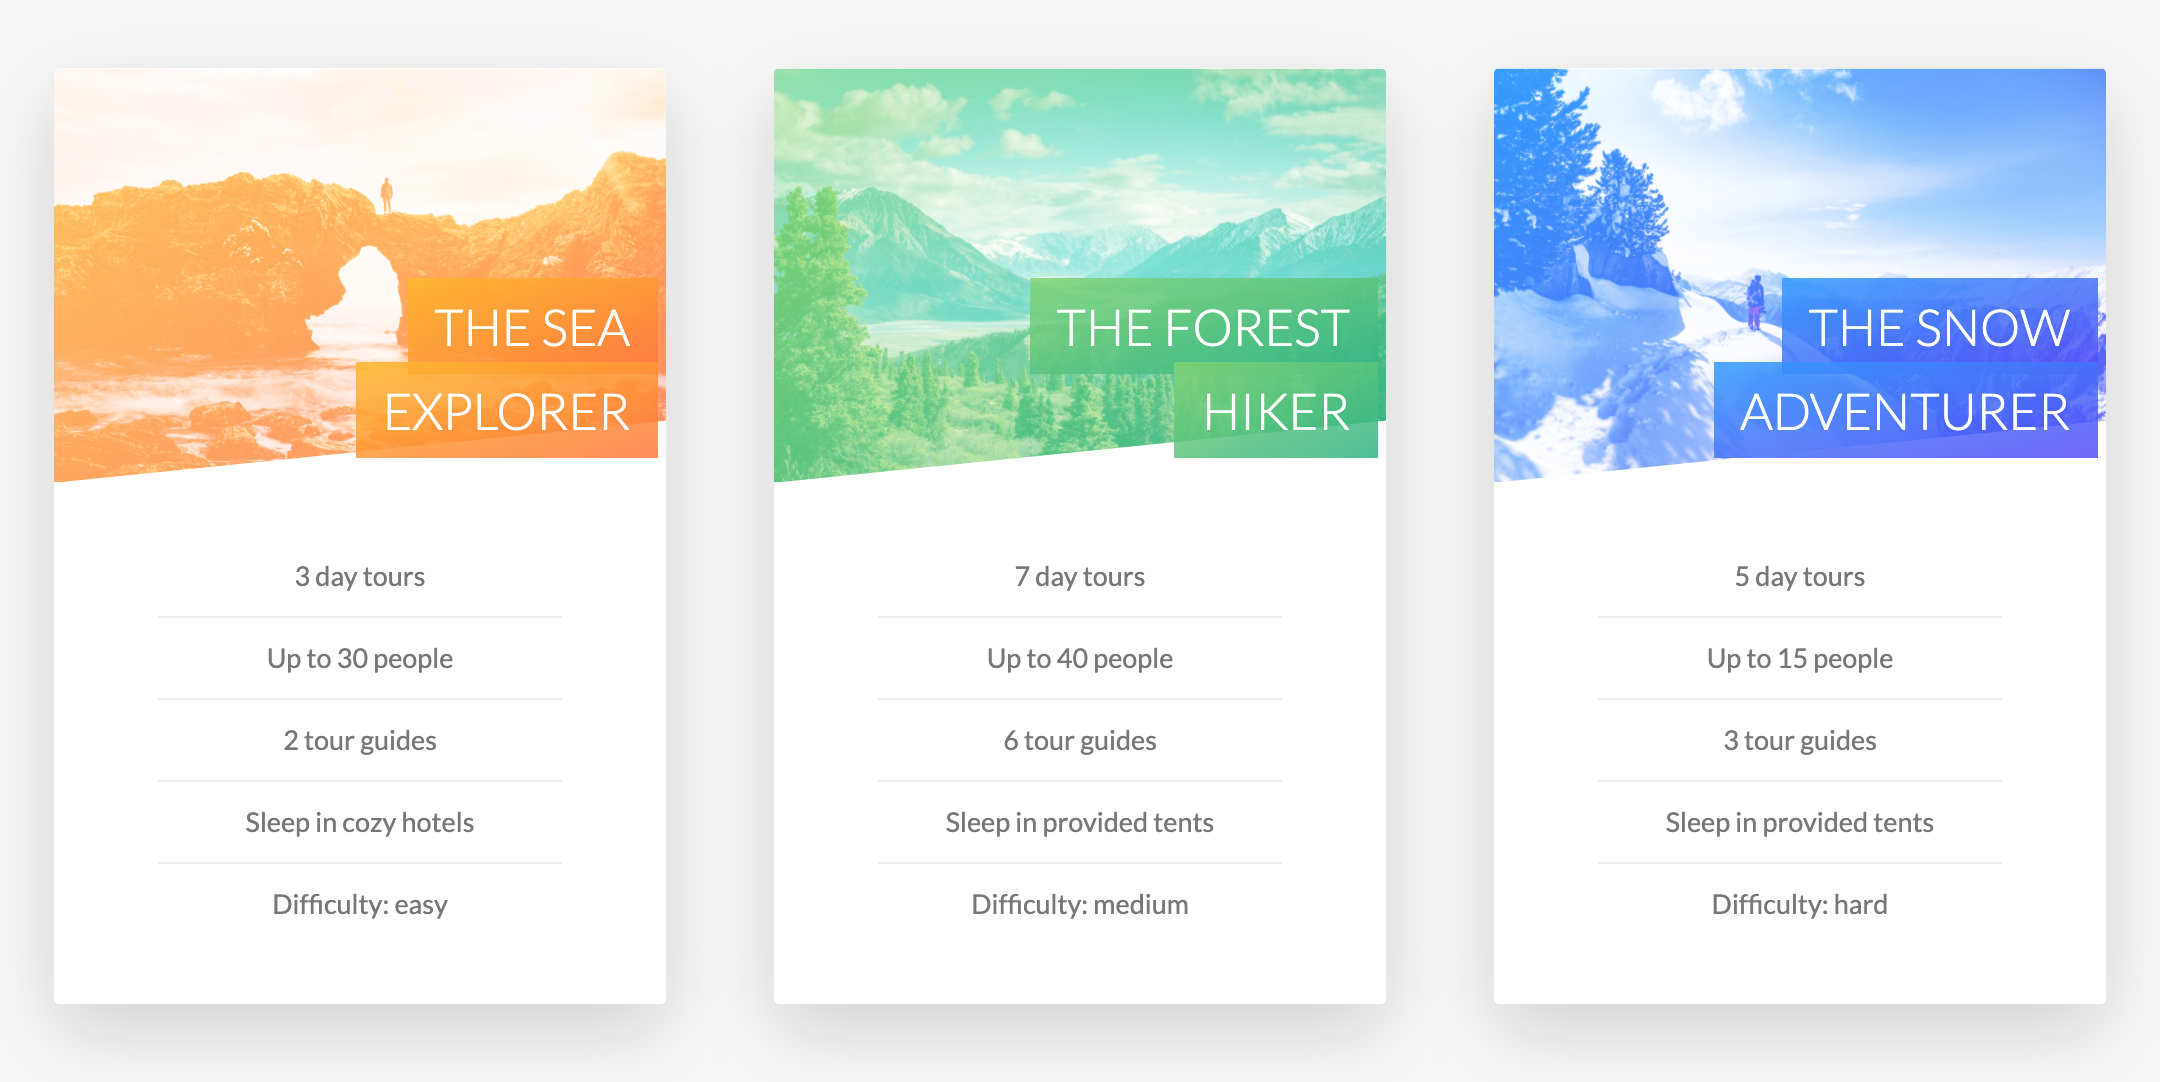 THE SEA
EXPLORER
3 day tours
Up to 30 people
2 tour guides
Sleep in cozy hotels
Difficulty: easy
THE FOREST
HIKER
7 day tours
Up to 40 people
6 tour guides
Sleep in provided tents
Difficulty: medium
THE SNOW
ADVENTURER
5 day tours
Up to 15 people
3 tour guides
Sleep in provided tents
Difficulty: hard